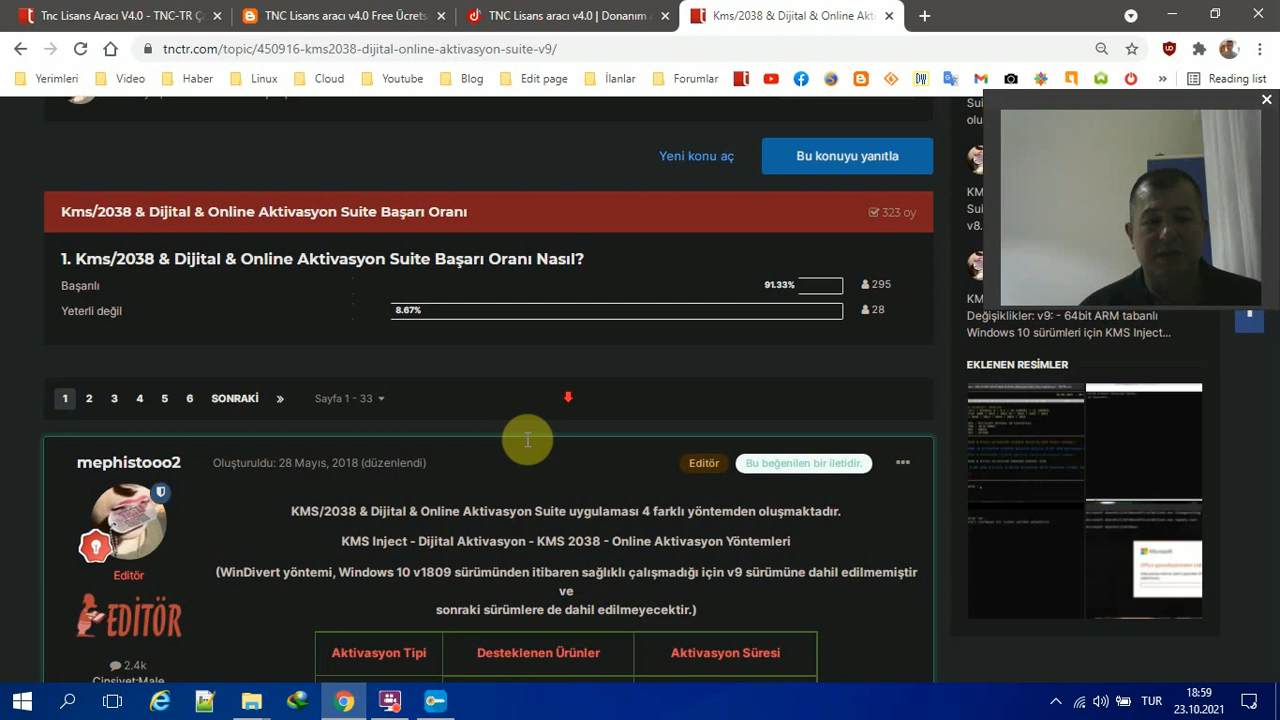 Tnc Lisans Aracı V4.0 - TNC-TR Ç
TNC Lisans aracı v4.0 Free Ücrets
TNC Lisans aracı v4.0 | Donanım A
Kms/2038 & Dijital & Online Akti
tnctr.com/topic/450916-kms2038-dijital-online-aktivasyon-suite-v9/
Yerimleri
Video
Haber
Linux
Cloud
Youtube
Blog
Edit page
İlanlar
Forumlar
Reading list
Yeni konu aç
Bu konuyu yanıtla
Kms/2038 & Dijital & Online Aktivasyon Suite Başarı Oranı
323 oy
1. Kms/2038 & Dijital & Online Aktivasyon Suite Başarı Oranı Nasıl?
Başarılı
91.33%
295
Yeterli değil
8.67%
28
1 2 3 4 5 6 SONRAKİ » Sayfa 1 - 33
mephistooo2
Editör
Bu beğenilen bir iletidir.
KMS/2038 & Dijital & Online Aktivasyon Suite uygulaması 4 farklı yöntemden oluşmaktadır.
KMS Inject - Dijital Aktivasyon - KMS 2038 - Online Aktivasyon Yöntemleri
(WinDivert yöntemi, Windows 10 v1810 sürümünden itibaren sağlıklı çalışmadığı için v9 sürümüne dahil edilmemiştir
ve
sonraki sürümlere de dahil edilmeyecektir.)
Editör
EDİTÖR
2.4k
Cinsiyet:Male
Aktivasyon Tipi
Desteklenen Ürünler
Aktivasyon Süresi
Değişiklikler: v9: - 64bit ARM tabanlı
Windows 10 sürümleri için KMS Inject...
EKLENEN RESİMLER
Microsoft
TUR
18:59
23.10.2021